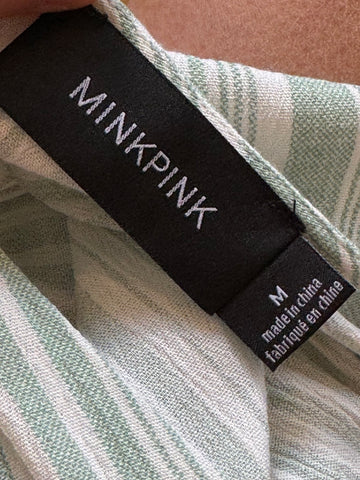 MINKPINK
M
made in china
fabriqué en chine